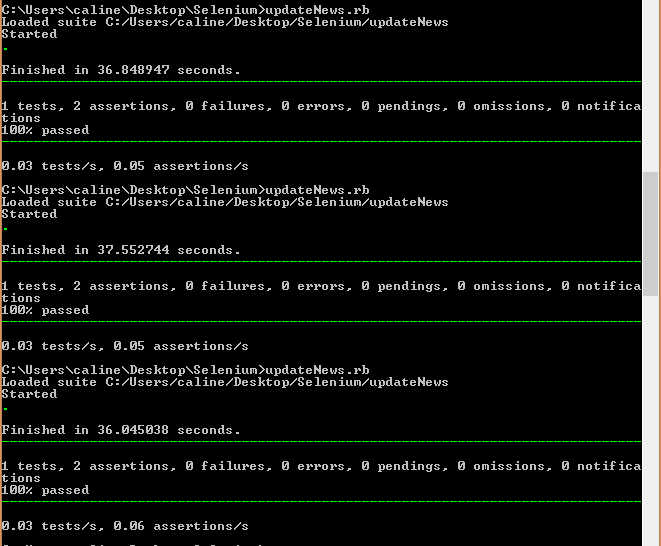 C:\Users\caline\Desktop\Selenium>updateNews.rb
Loaded suite C:/Users/caline/Desktop/Selenium/updateNews
Started
.
Finished in 36.848947 seconds.
--------------------------------------------------------------------------------
1 tests, 2 assertions, 0 failures, 0 errors, 0 pendings, 0 omissions, 0 notifica
tions
100% passed
--------------------------------------------------------------------------------
0.03 tests/s, 0.05 assertions/s
C:\Users\caline\Desktop\Selenium>updateNews.rb
Loaded suite C:/Users/caline/Desktop/Selenium/updateNews
Started
.
Finished in 37.552744 seconds.
--------------------------------------------------------------------------------
1 tests, 2 assertions, 0 failures, 0 errors, 0 pendings, 0 omissions, 0 notifica
tions
100% passed
--------------------------------------------------------------------------------
0.03 tests/s, 0.05 assertions/s
C:\Users\caline\Desktop\Selenium>updateNews.rb
Loaded suite C:/Users/caline/Desktop/Selenium/updateNews
Started
.
Finished in 36.045038 seconds.
--------------------------------------------------------------------------------
1 tests, 2 assertions, 0 failures, 0 errors, 0 pendings, 0 omissions, 0 notifica
tions
100% passed
--------------------------------------------------------------------------------
0.03 tests/s, 0.06 assertions/s